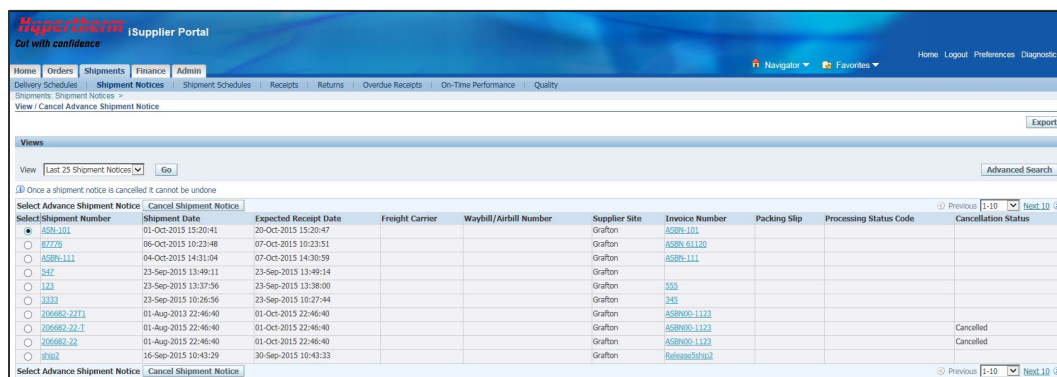 Hypertherm iSupplier Portal
Cut with confidence
Home Logout Preferences Diagnostic
Navigator Favorites
Home Orders Shipments Finance Admin
Delivery Schedules | Shipment Notices | Shipment Schedules | Receipts | Returns | Overdue Receipts | On-Time Performance | Quality
Shipments: Shipment Notices >
View / Cancel Advance Shipment Notice
Export
Views
View Last 25 Shipment Notices Go Advanced Search
Once a shipment notice is cancelled it cannot be undone
Select Advance Shipment Notice Cancel Shipment Notice Previous 1-10 Next 10
Select Shipment Number Shipment Date Expected Receipt Date Freight Carrier Waybill/Airbill Number Supplier Site Invoice Number Packing Slip Processing Status Code Cancellation Status
ASN-101 01-Oct-2015 15:20:41 20-Oct-2015 15:20:47 Grafton ASBN-101
87776 06-Oct-2015 10:23:48 07-Oct-2015 10:23:51 Grafton ASBN 61120
ASBN-111 04-Oct-2015 14:31:04 07-Oct-2015 14:30:59 Grafton ASBN-111
547 23-Sep-2015 13:49:11 23-Sep-2015 13:49:14 Grafton
123 23-Sep-2015 13:37:56 23-Sep-2015 13:38:00 Grafton 555
3333 23-Sep-2015 10:26:56 23-Sep-2015 10:27:44 Grafton 345
206682-22T1 01-Aug-2013 22:46:40 01-Oct-2015 22:46:40 Grafton ASBN00-1123
206682-22-T 01-Aug-2015 22:46:40 01-Oct-2015 22:46:40 Grafton ASBN00-1123 Cancelled
206682-22 01-Aug-2015 22:46:40 01-Oct-2015 22:46:40 Grafton ASBN00-1123 Cancelled
ship2 16-Sep-2015 10:43:29 30-Sep-2015 10:43:33 Grafton Release5ship2
Select Advance Shipment Notice Cancel Shipment Notice Previous 1-10 Next 10